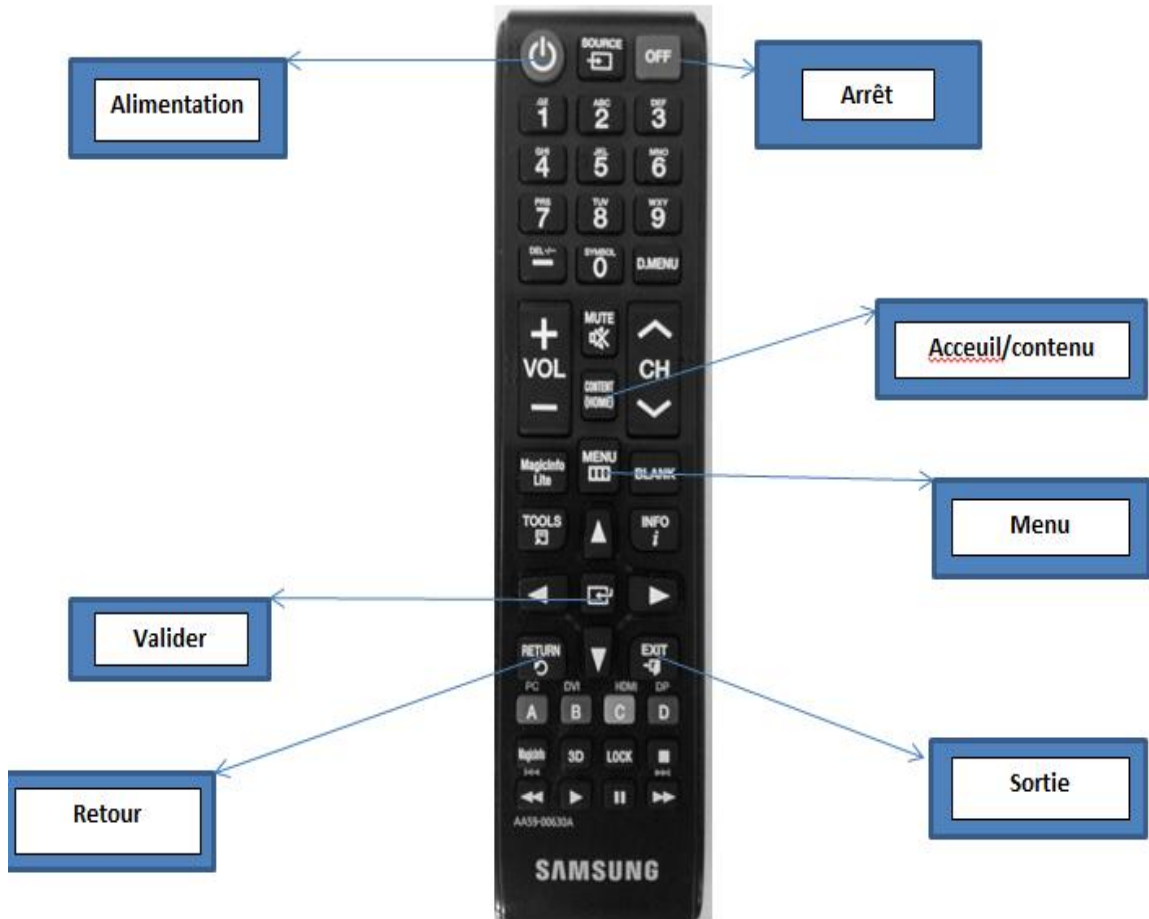 Alimentation
Arrêt
Acceuil/contenu
Menu
Valider
Sortie
Retour
SOURCE
OFF
.QZ ABC DEF
1 2 3
GHI JKL MNO
4 5 6
PRS TUV WXY
7 8 9
DEL-/-- SYMBOL
0 D.MENU
MUTE
VOL
CH
CONTENT
(HOME)
MagicInfo
Lite
MENU
BLANK
TOOLS
INFO
i
RETURN
EXIT
PC DVI HDMI DP
A B C D
MagicInfo 3D LOCK
AA59-00630A
SAMSUNG